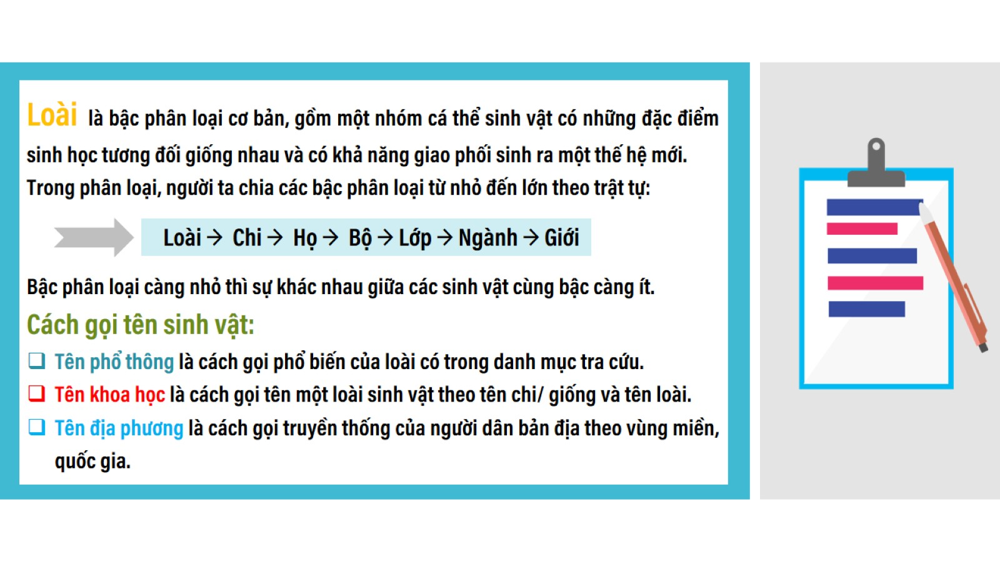 Loài là bậc phân loại cơ bản, gồm một nhóm cá thể sinh vật có những đặc điểm
sinh học tương đối giống nhau và có khả năng giao phối sinh ra một thế hệ mới.
Trong phân loại, người ta chia các bậc phân loại từ nhỏ đến lớn theo trật tự:
Loài → Chi → Họ → Bộ → Lớp → Ngành → Giới
Bậc phân loại càng nhỏ thì sự khác nhau giữa các sinh vật cùng bậc càng ít.
Cách gọi tên sinh vật:
❑ Tên phổ thông là cách gọi phổ biến của loài có trong danh mục tra cứu.
❑ Tên khoa học là cách gọi tên một loài sinh vật theo tên chi/ giống và tên loài.
❑ Tên địa phương là cách gọi truyền thống của người dân bản địa theo vùng miền,
quốc gia.